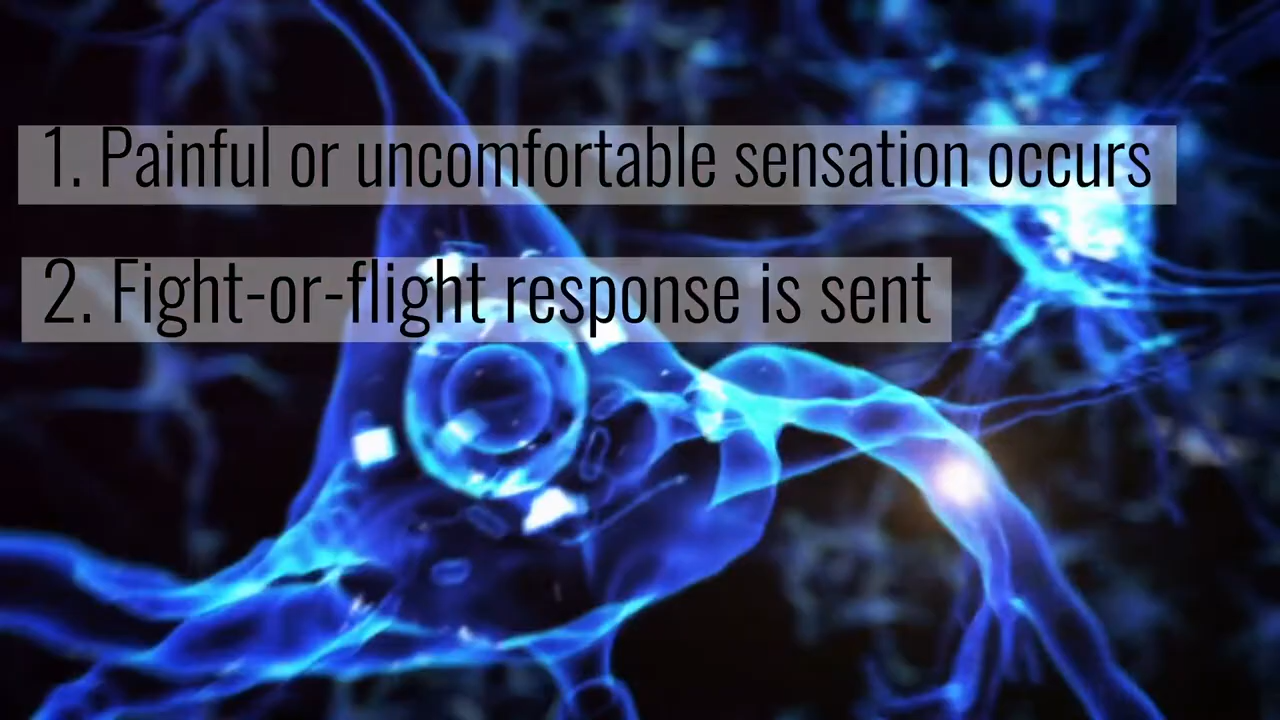 1. Painful or uncomfortable sensation occurs
2. Fight-or-flight response is sent